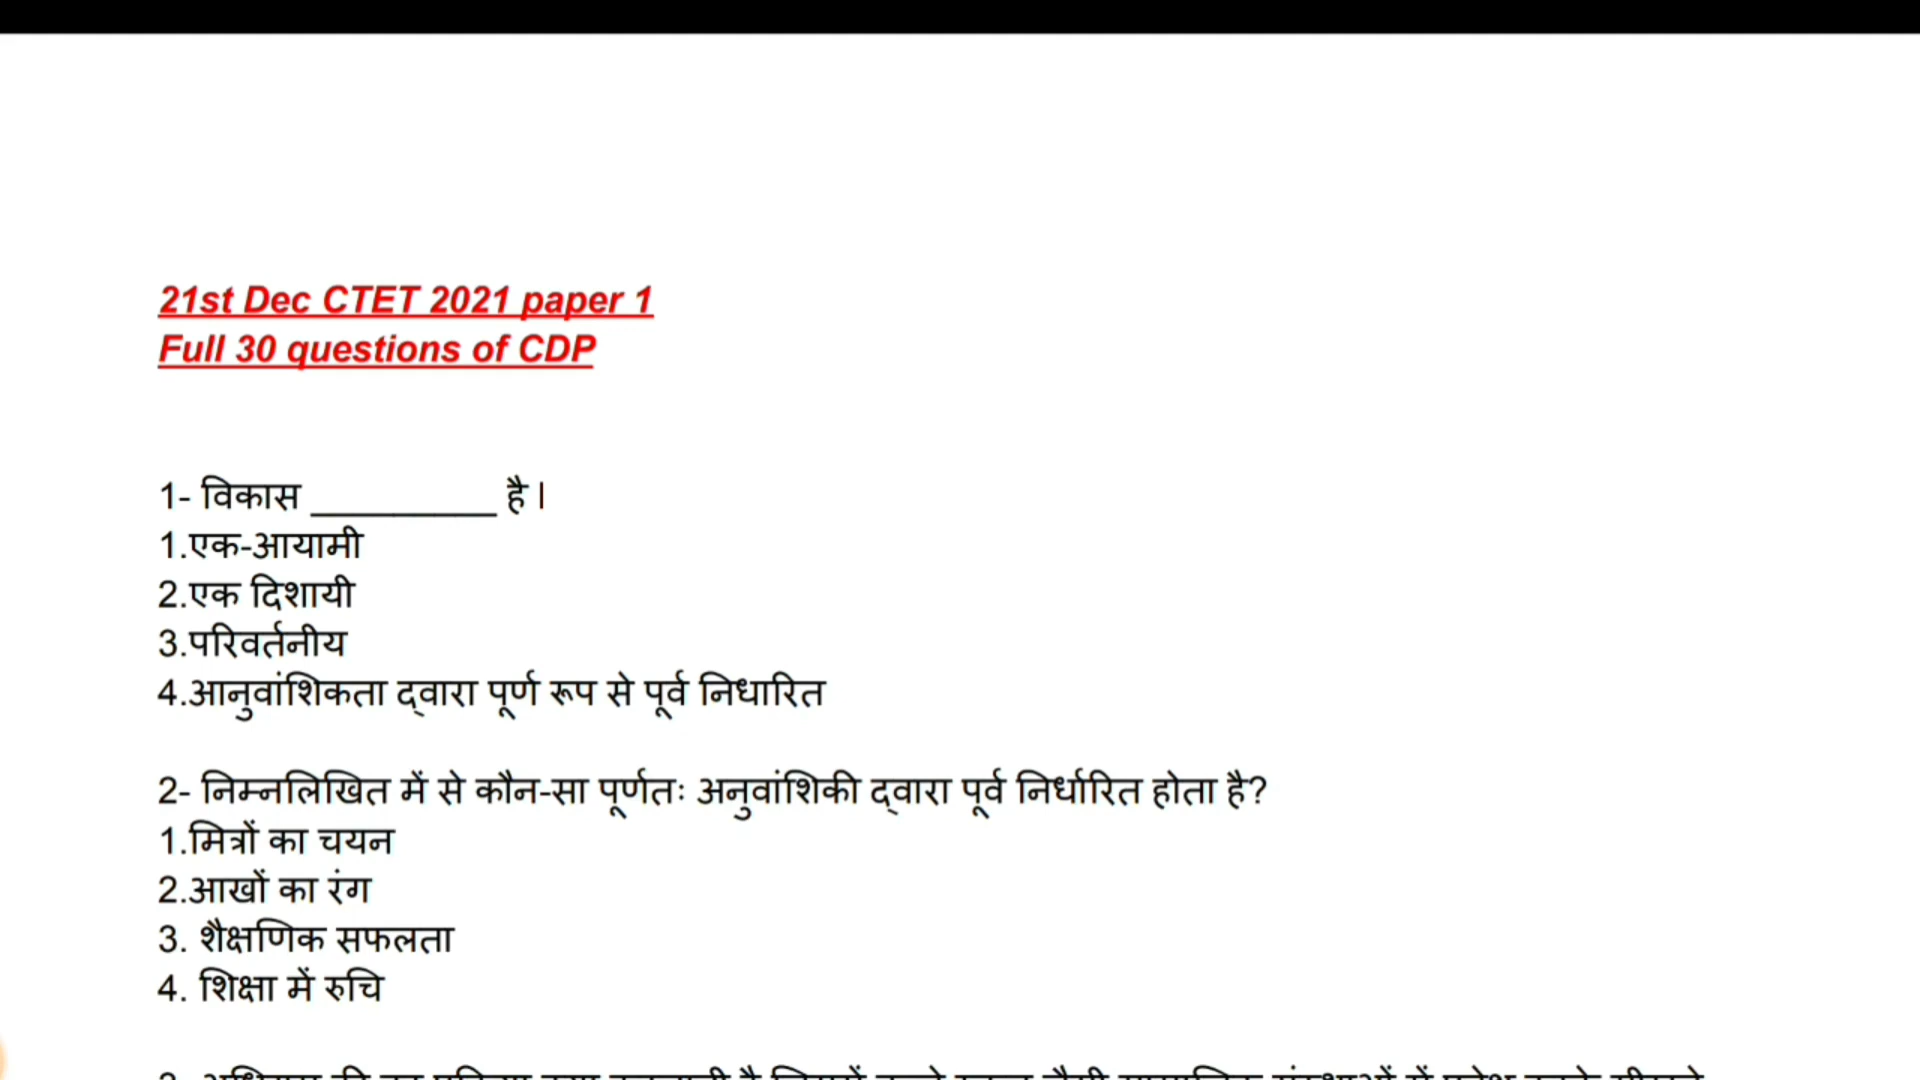 21st Dec CTET 2021 paper 1
Full 30 questions of CDP
1- विकास _________ है।
1.एक-आयामी
2.एक दिशायी
3.परिवर्तनीय
4.आनुवांशिकता द्वारा पूर्ण रूप से पूर्व निधारित
2- निम्नलिखित में से कौन-सा पूर्णतः अनुवांशिकी द्वारा पूर्व निर्धारित होता है?
1.मित्रों का चयन
2.आखों का रंग
3. शैक्षणिक सफलता
4. शिक्षा में रुचि